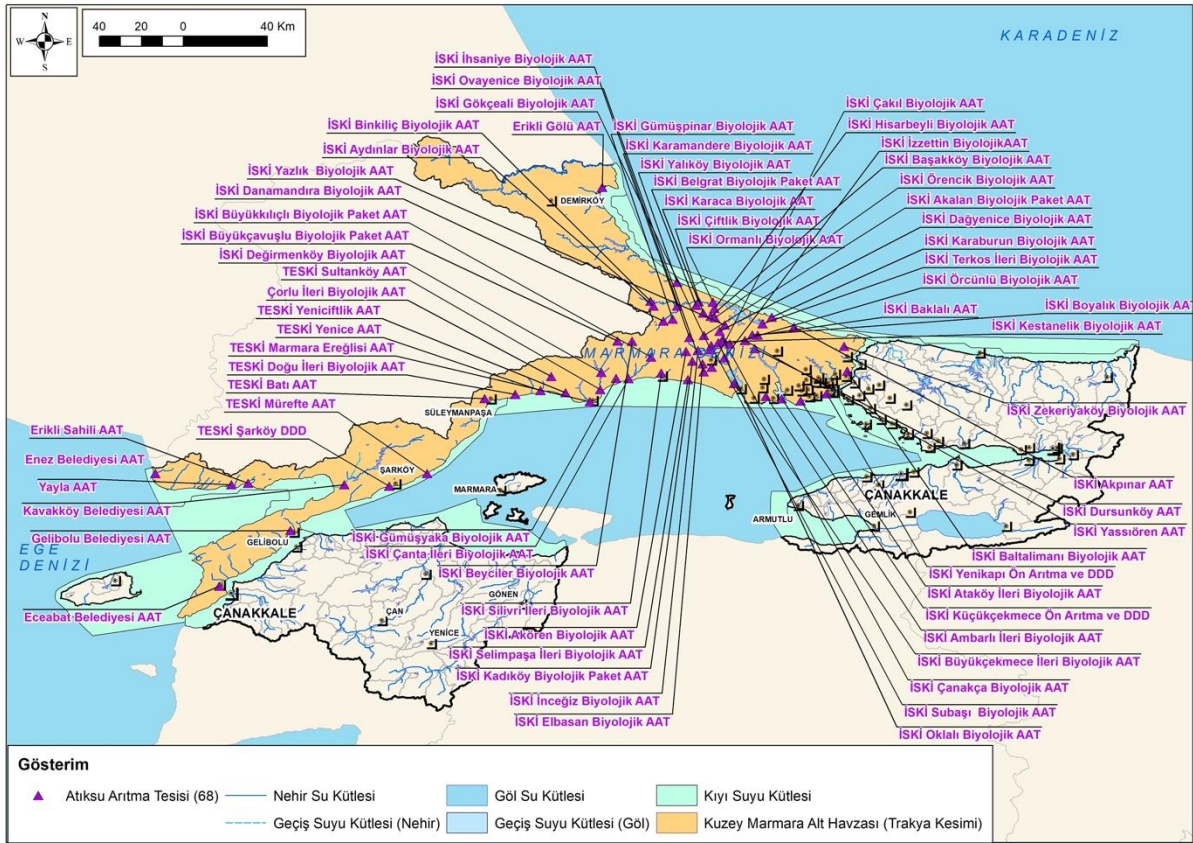 N
W E
S
40 20 0 40 Km
KARADENİZ
İSKİ İhsaniye Biyolojik AAT
İSKİ Ovayenice Biyolojik AAT
İSKİ Gökçeali Biyolojik AAT
İSKİ Binkiliç Biyolojik AAT
Erikli Gölü AAT
İSKİ Aydınlar Biyolojik AAT
İSKİ Yazlık Biyolojik AAT
İSKİ Danamandıra Biyolojik AAT
İSKİ Büyükkılıçlı Biyolojik Paket AAT
İSKİ Büyükçavuşlu Biyolojik Paket AAT
İSKİ Değirmenköy Biyolojik AAT
TESKİ Sultanköy AAT
Çorlu İleri Biyolojik AAT
TESKİ Yeniciftlik AAT
TESKİ Yenice AAT
TESKİ Marmara Ereğlisi AAT
TESKİ Doğu İleri Biyolojik AAT
TESKİ Batı AAT
TESKİ Mürefte AAT
TESKİ Şarköy DDD
İSKİ Gümüşpinar Biyolojik AAT
İSKİ Karamandere Biyolojik AAT
İSKİ Yalıköy Biyolojik AAT
İSKİ Belgrat Biyolojik Paket AAT
İSKİ Karaca Biyolojik AAT
İSKİ Çiftlik Biyolojik AAT
İSKİ Ormanlı Biyolojik AAT
İSKİ Çakıl Biyolojik AAT
İSKİ Hisarbeyli Biyolojik AAT
İSKİ İzzettin BiyolojikAAT
İSKİ Başakköy Biyolojik AAT
İSKİ Örencik Biyolojik AAT
İSKİ Akalan Biyolojik Paket AAT
İSKİ Dağyenice Biyolojik AAT
İSKİ Karaburun Biyolojik AAT
İSKİ Terkos İleri Biyolojik AAT
İSKİ Örcünlü Biyolojik AAT
İSKİ Baklalı AAT
İSKİ Boyalık Biyolojik AAT
İSKİ Kestanelik Biyolojik AAT
DEMİRKÖY
MARMARA DENİZİ
SÜLEYMANPAŞA
ŞARKÖY
MARMARA
GELİBOLU
EGE
DENİZİ
ÇANAKKALE
ÇAN
YENİCE
GÖNEN
ARMUTLU
ÇANAKKALE
GEMLİK
Erikli Sahili AAT
Enez Belediyesi AAT
Yayla AAT
Kavakköy Belediyesi AAT
Gelibolu Belediyesi AAT
Eceabat Belediyesi AAT
İSKİ Gümüşyaka Biyolojik AAT
İSKİ Çanta İleri Biyolojik AAT
İSKİ Beyciler Biyolojik AAT
İSKİ Silivri İleri Biyolojik AAT
İSKİ Akören Biyolojik AAT
İSKİ Selimpaşa İleri Biyolojik AAT
İSKİ Kadıköy Biyolojik Paket AAT
İSKİ İnceğiz Biyolojik AAT
İSKİ Elbasan Biyolojik AAT
İSKİ Zekeriyaköy Biyolojik AAT
İSKİ Akpınar AAT
İSKİ Dursunköy AAT
İSKİ Yassıören AAT
İSKİ Baltalimanı Biyolojik AAT
İSKİ Yenikapı Ön Arıtma ve DDD
İSKİ Ataköy İleri Biyolojik AAT
İSKİ Küçükçekmece Ön Arıtma ve DDD
İSKİ Ambarlı İleri Biyolojik AAT
İSKİ Büyükçekmece İleri Biyolojik AAT
İSKİ Çanakça Biyolojik AAT
İSKİ Subaşı Biyolojik AAT
İSKİ Oklalı Biyolojik AAT
Gösterim
Atıksu Arıtma Tesisi (68)
Nehir Su Kütlesi
Göl Su Kütlesi
Kıyı Suyu Kütlesi
Geçiş Suyu Kütlesi (Nehir)
Geçiş Suyu Kütlesi (Göl)
Kuzey Marmara Alt Havzası (Trakya Kesimi)